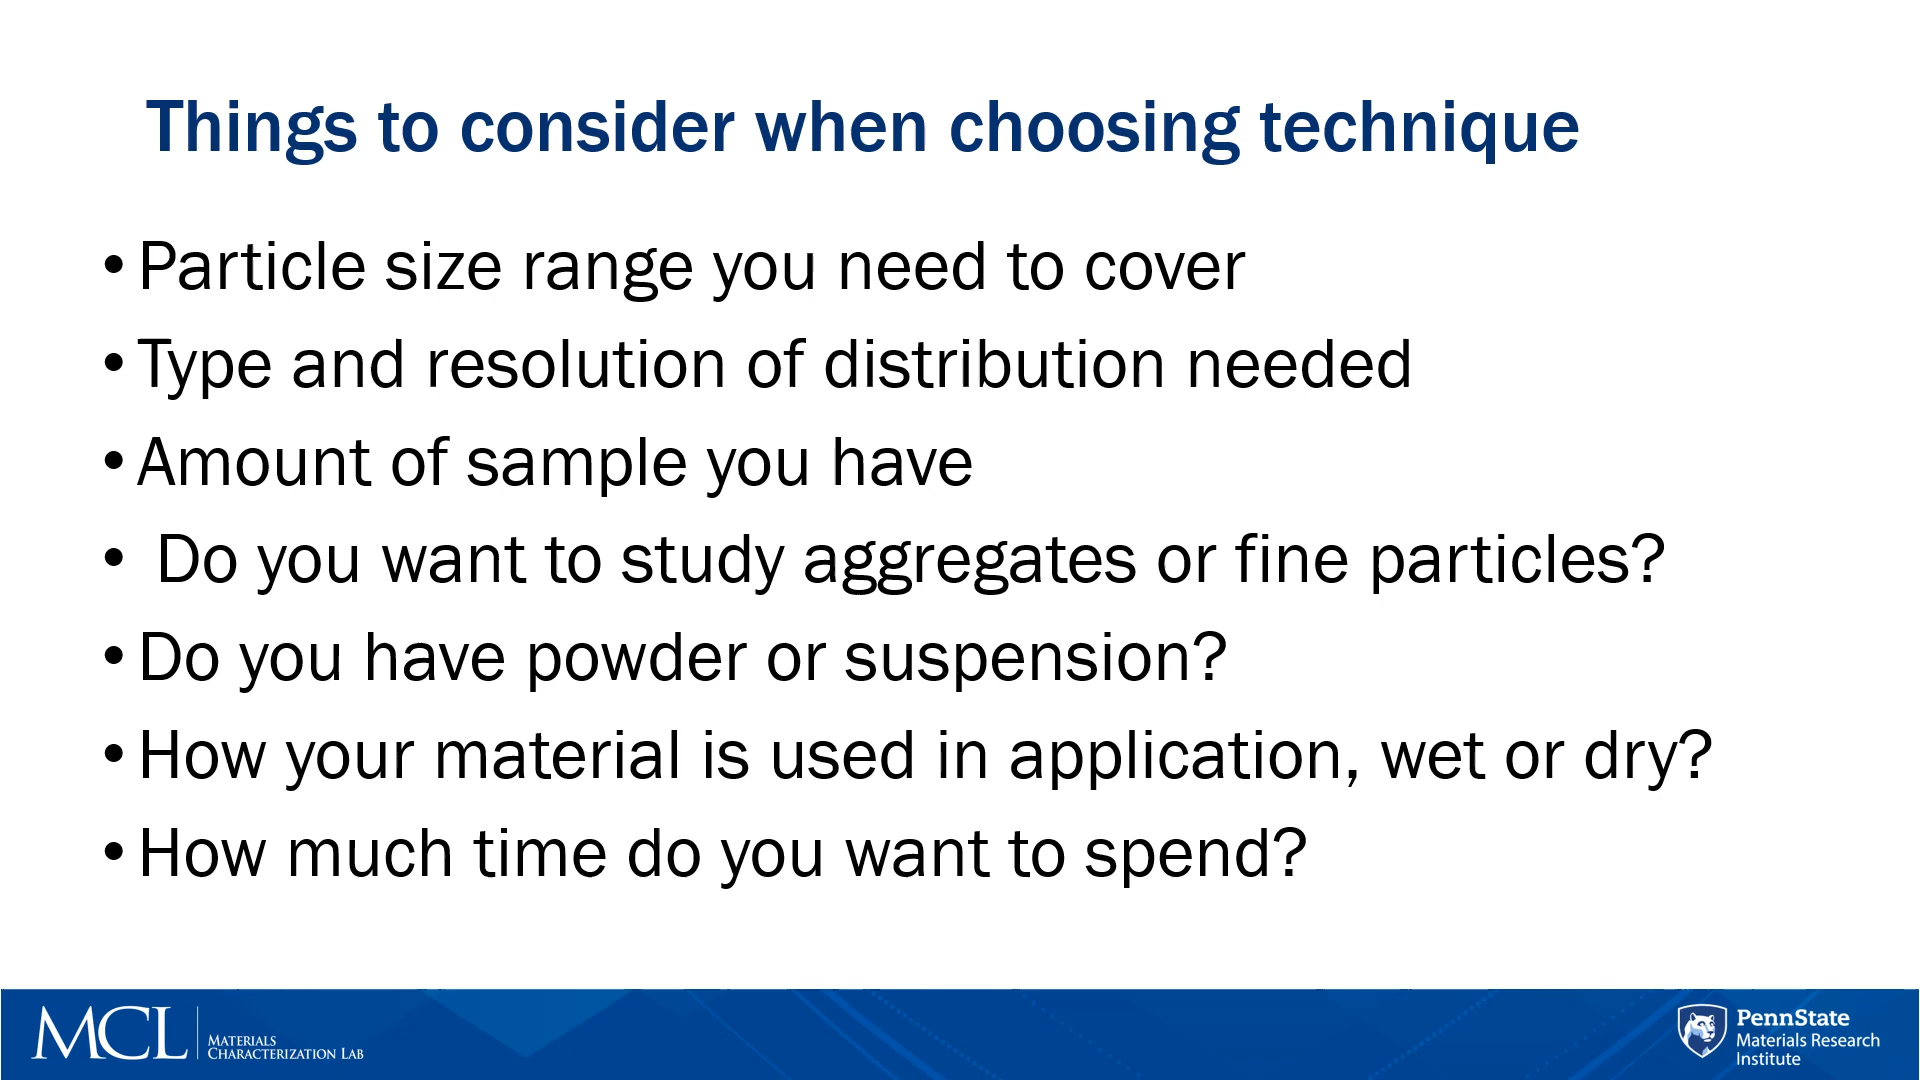 Things to consider when choosing technique
• Particle size range you need to cover
• Type and resolution of distribution needed
• Amount of sample you have
• Do you want to study aggregates or fine particles?
• Do you have powder or suspension?
• How your material is used in application, wet or dry?
• How much time do you want to spend?
MCL
MATERIALS
CHARACTERIZATION LAB
PennState
Materials Research
Institute